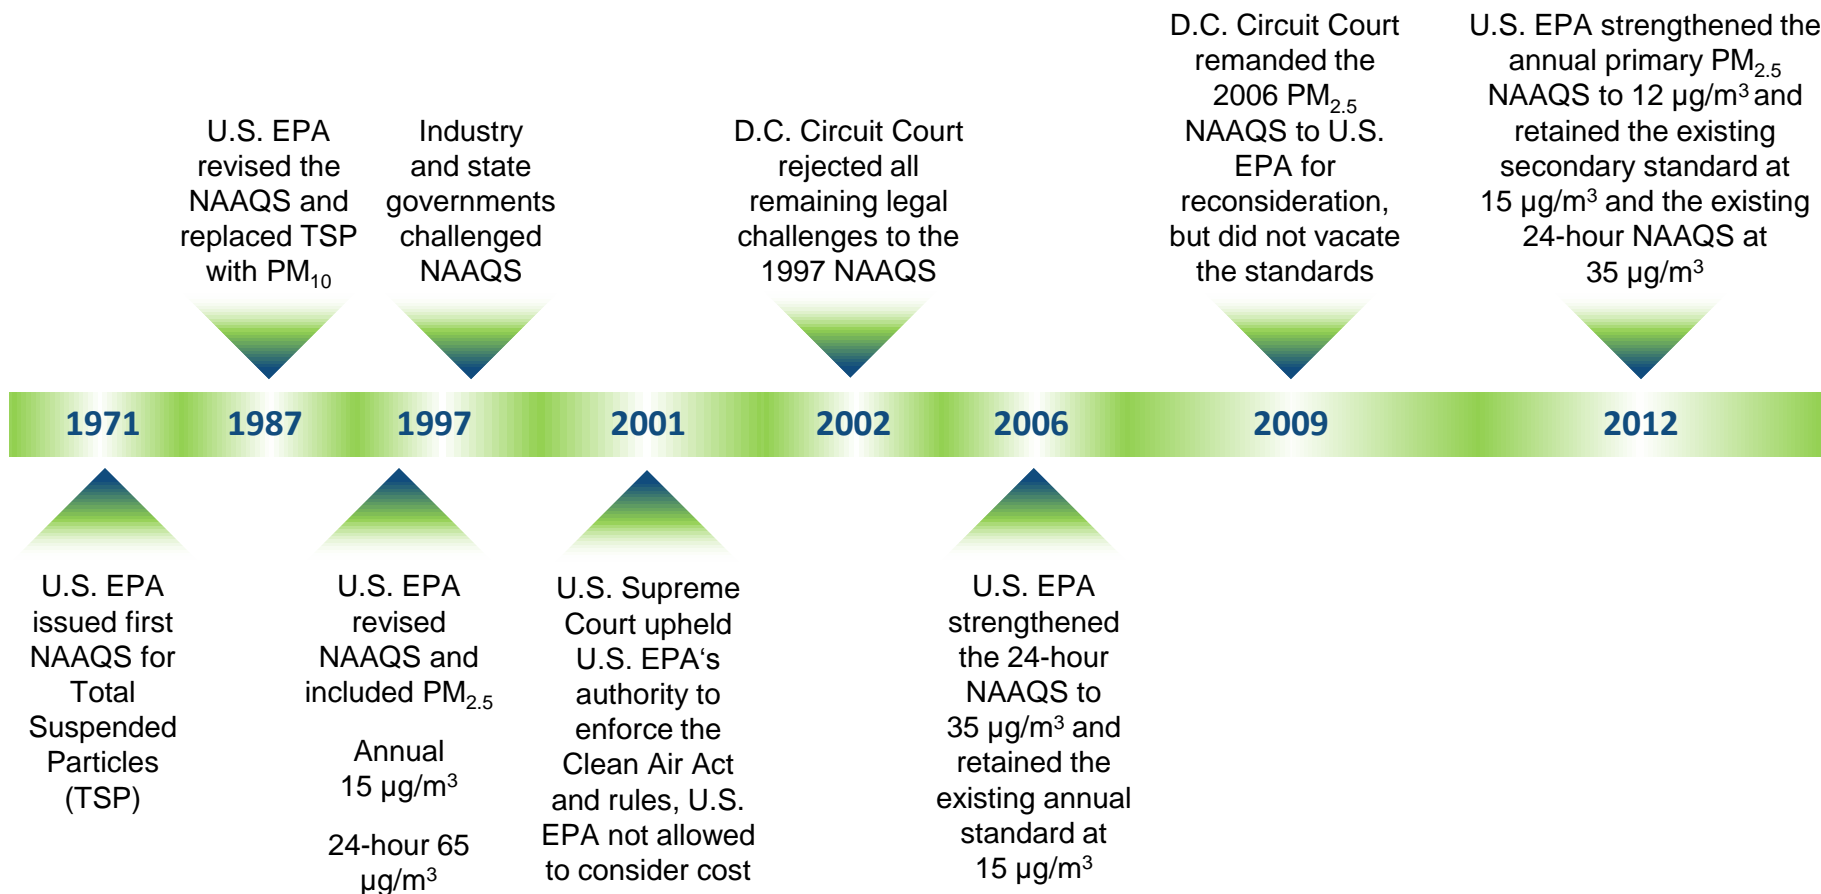 U.S. EPA
revised the
NAAQS and
replaced TSP
with PM10
Industry
and state
governments
challenged
NAAQS
D.C. Circuit Court
rejected all
remaining legal
challenges to the
1997 NAAQS
D.C. Circuit Court
remanded the
2006 PM2.5
NAAQS to U.S.
EPA for
reconsideration,
but did not vacate
the standards
U.S. EPA strengthened the
annual primary PM2.5
NAAQS to 12 µg/m³ and
retained the existing
secondary standard at
15 µg/m³ and the existing
24-hour NAAQS at
35 µg/m³
1971
1987
1997
2001
2002
2006
2009
2012
U.S. EPA
issued first
NAAQS for
Total
Suspended
Particles
(TSP)
U.S. EPA
revised
NAAQS and
included PM2.5
Annual
15 µg/m³
24-hour 65
µg/m³
U.S. Supreme
Court upheld
U.S. EPA‘s
authority to
enforce the
Clean Air Act
and rules, U.S.
EPA not allowed
to consider cost
U.S. EPA
strengthened
the 24-hour
NAAQS to
35 µg/m³ and
retained the
existing annual
standard at
15 µg/m³